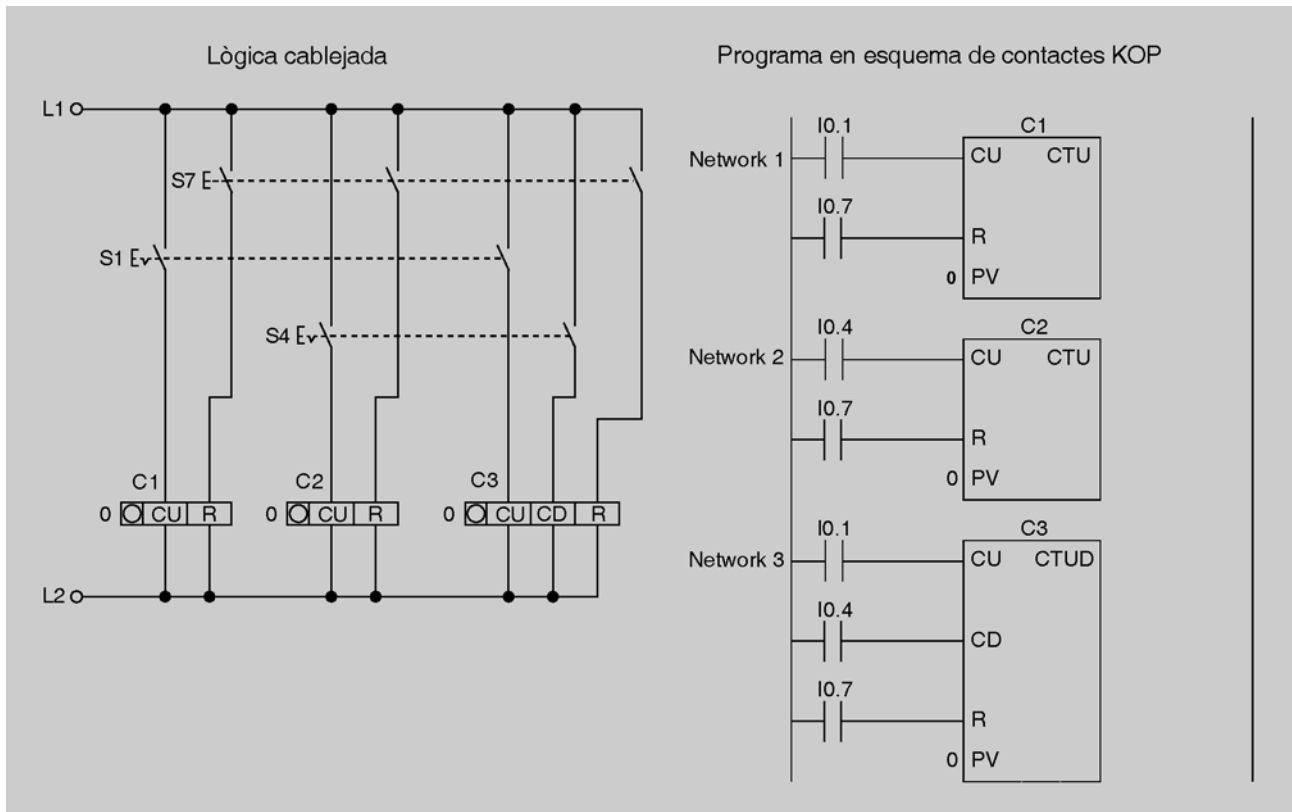 Lògica cablejada
L1
S7
S1
S4
C1
C2
C3
0 CU R
0 CU R
0 CU CD R
L2
Programa en esquema de contactes KOP
Network 1
I0.1
C1
CU CTU
I0.7
R
0 PV
Network 2
I0.4
C2
CU CTU
I0.7
R
0 PV
Network 3
I0.1
C3
CU CTUD
I0.4
CD
I0.7
R
0 PV